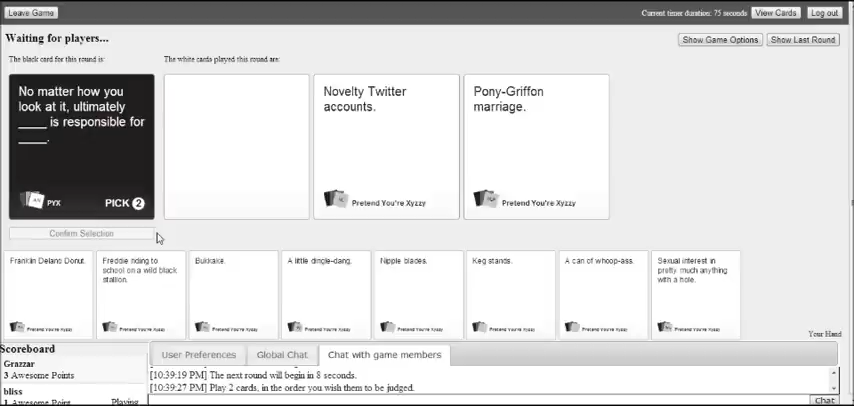 Leave Game
Current timer duration: 75 seconds
View Cards
Log out
Waiting for players...
Show Game Options
Show Last Round
The black card for this round is:
The white cards played this round are:
No matter how you
look at it, ultimately
____ is responsible for
____.
PYX
PICK 2
Novelty Twitter
accounts.
Pretend You're Xyzzy
Pony-Griffon
marriage.
Pretend You're Xyzzy
Confirm Selection
Franklin Delano Donut.
Pretend You're Xyzzy
Freddie riding to
school on a wild black
stallion.
Pretend You're Xyzzy
Bukkake.
Pretend You're Xyzzy
A little dingle-dang.
Pretend You're Xyzzy
Nipple blades.
Pretend You're Xyzzy
Keg stands.
Pretend You're Xyzzy
A can of whoop-ass.
Pretend You're Xyzzy
Sexual interest in
pretty much anything
with a hole.
Pretend You're Xyzzy
Your Hand
Scoreboard
Grazzar
3 Awesome Points
bliss
1 Awesome Point
Playing
User Preferences
Global Chat
Chat with game members
[10:39:19 PM] The next round will begin in 8 seconds.
[10:39:27 PM] Play 2 cards, in the order you wish them to be judged.
Chat